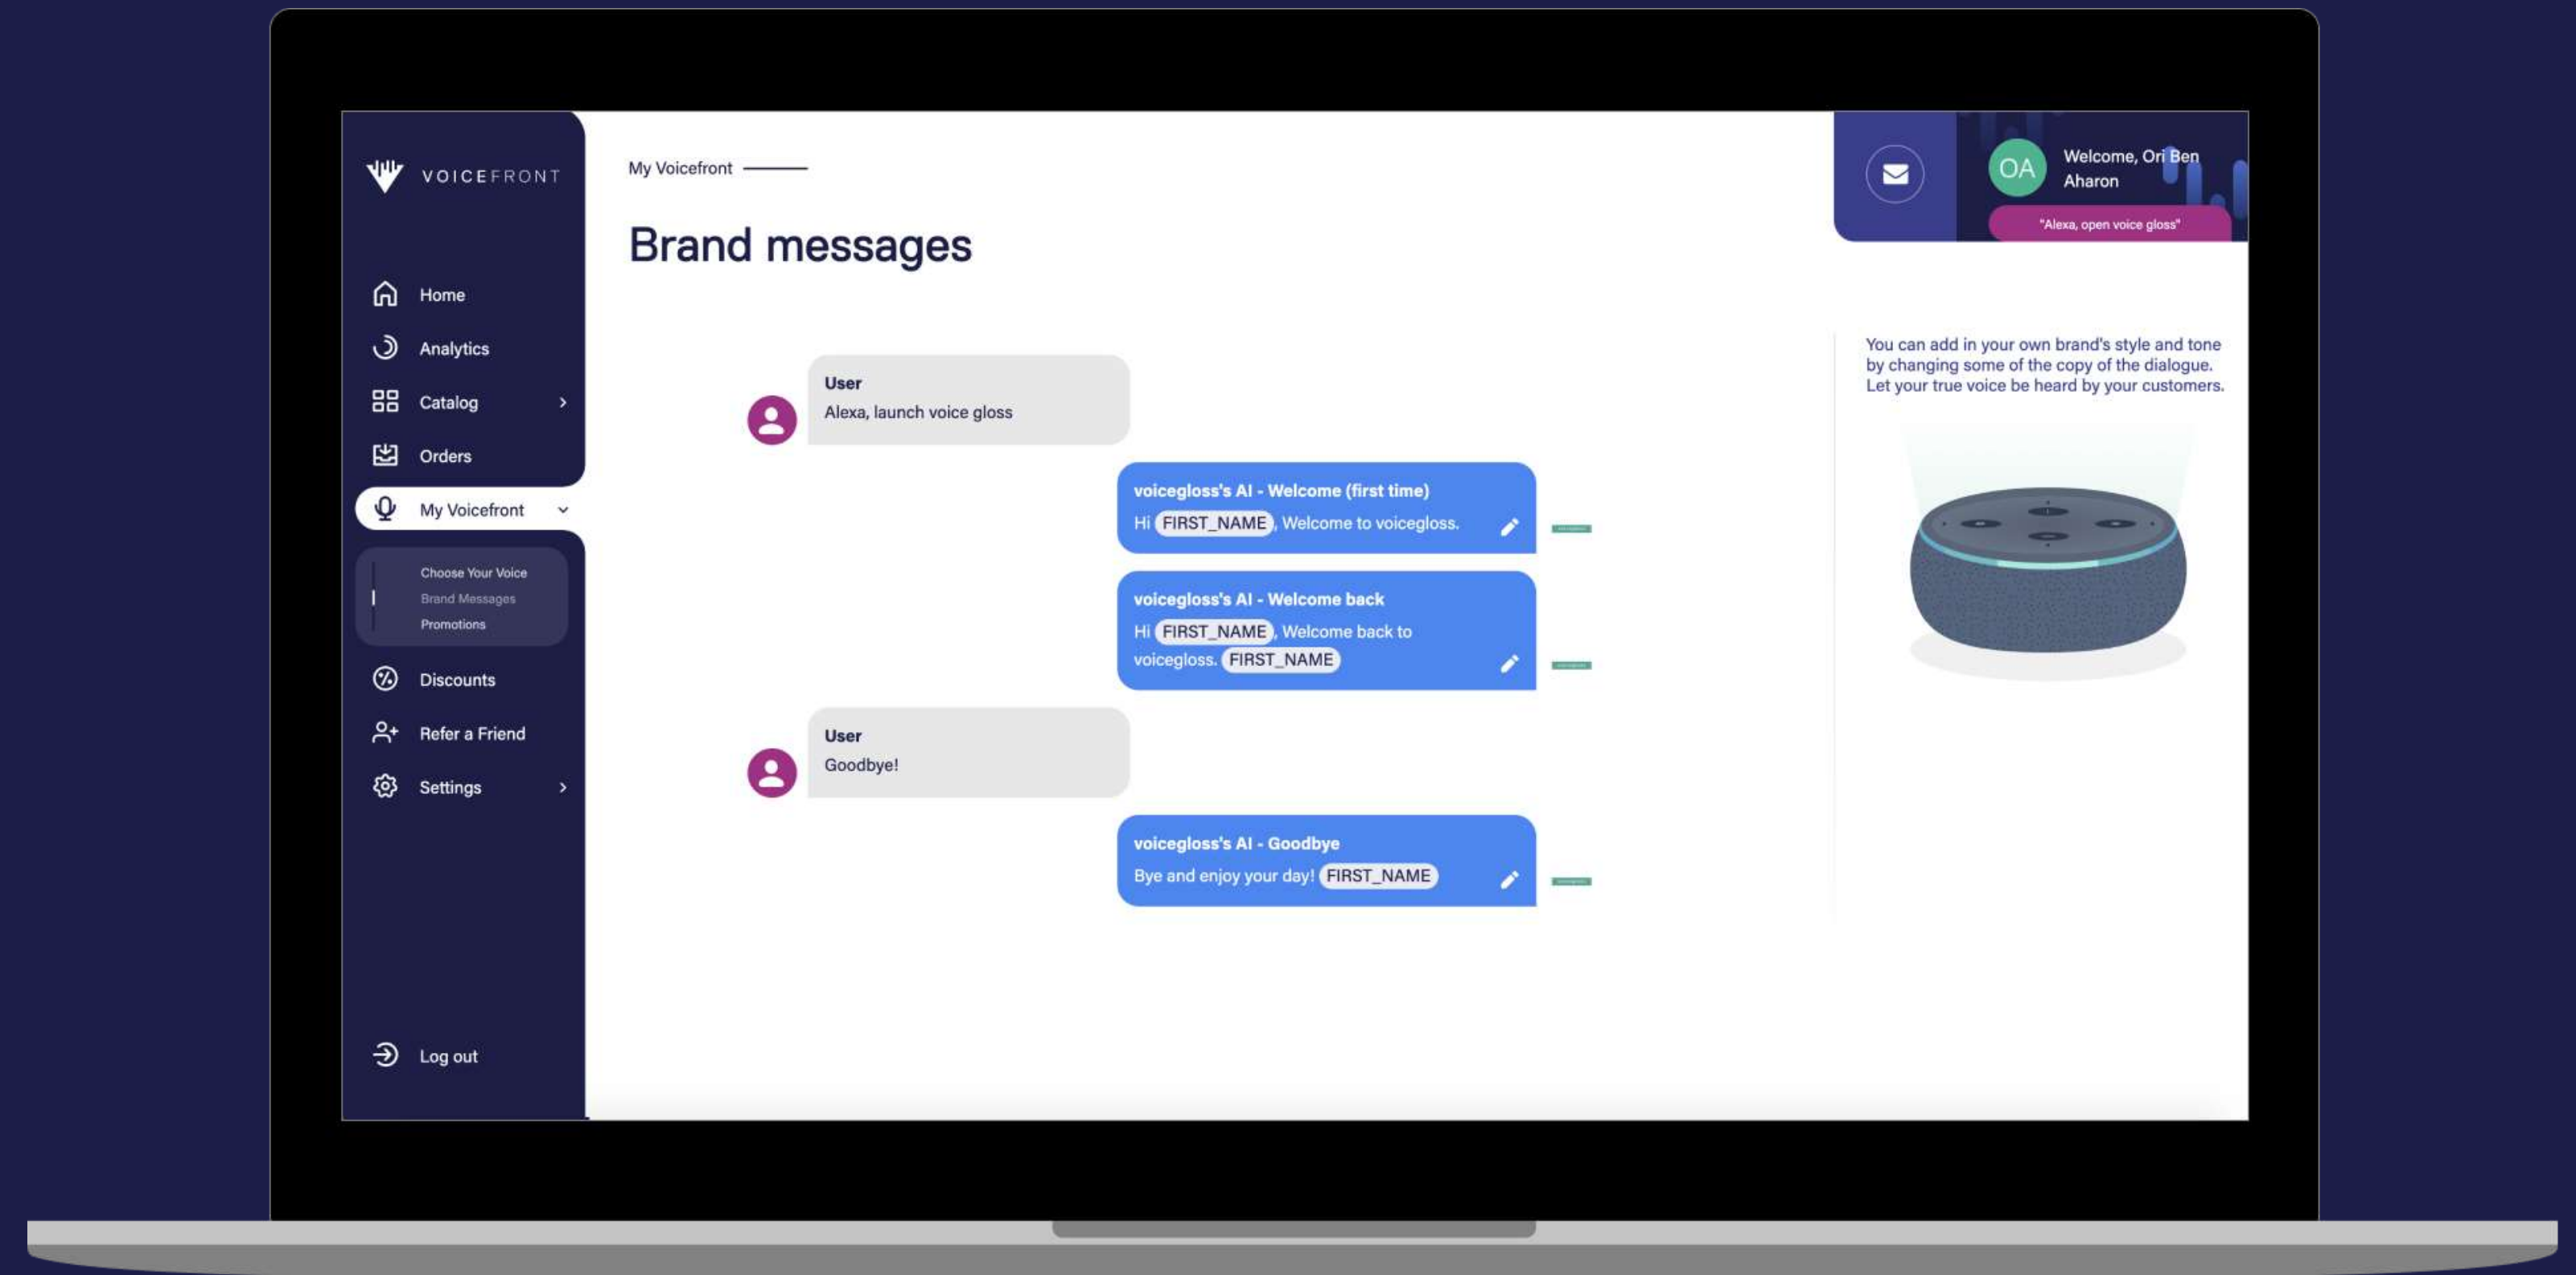 VOICEFRONT
Home
Analytics
Catalog
Orders
My Voicefront
Choose Your Voice
Brand Messages
Promotions
Discounts
Refer a Friend
Settings
Log out
My Voicefront
Brand messages
User
Alexa, launch voice gloss
voicegloss's AI - Welcome (first time)
Hi FIRST_NAME, Welcome to voicegloss.
voicegloss's AI - Welcome back
Hi FIRST_NAME, Welcome back to
voicegloss. FIRST_NAME
User
Goodbye!
voicegloss's AI - Goodbye
Bye and enjoy your day! FIRST_NAME
OA
Welcome, Ori Ben
Aharon
"Alexa, open voice gloss"
You can add in your own brand's style and tone
by changing some of the copy of the dialogue.
Let your true voice be heard by your customers.